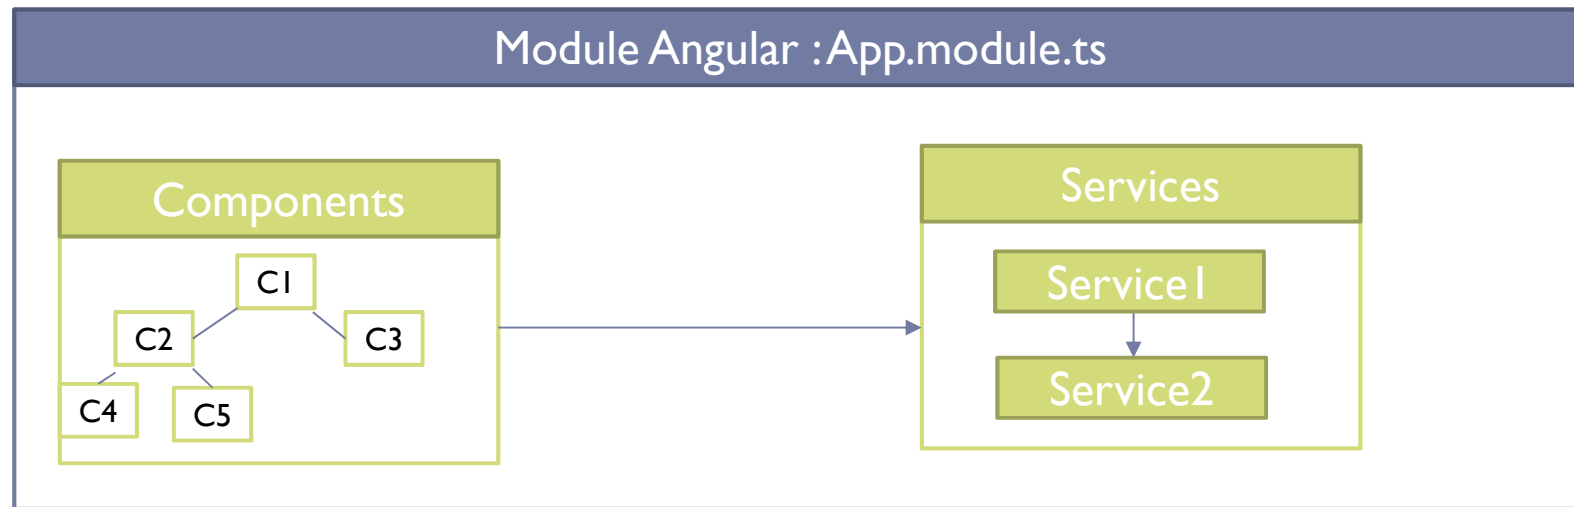 Module Angular : App.module.ts
Components
C1
C2
C3
C4
C5
Services
Service1
Service2